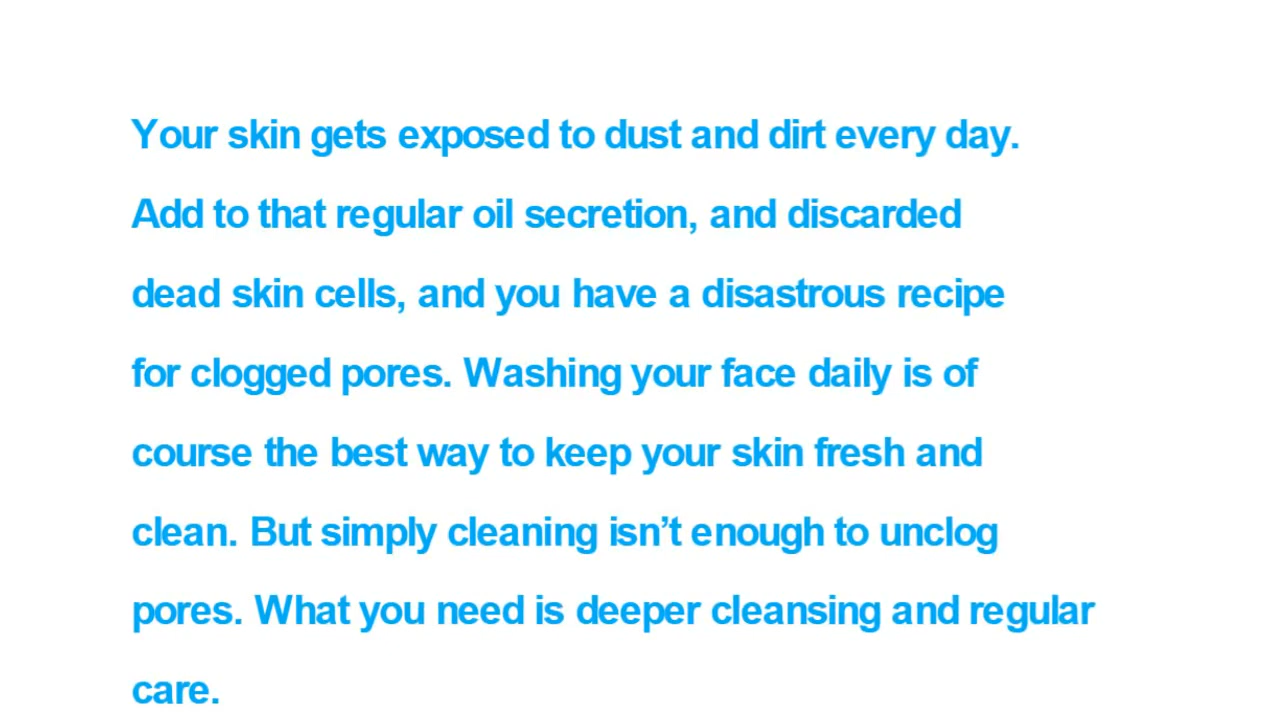 Your skin gets exposed to dust and dirt every day.
Add to that regular oil secretion, and discarded
dead skin cells, and you have a disastrous recipe
for clogged pores. Washing your face daily is of
course the best way to keep your skin fresh and
clean. But simply cleaning isn’t enough to unclog
pores. What you need is deeper cleansing and regular
care.